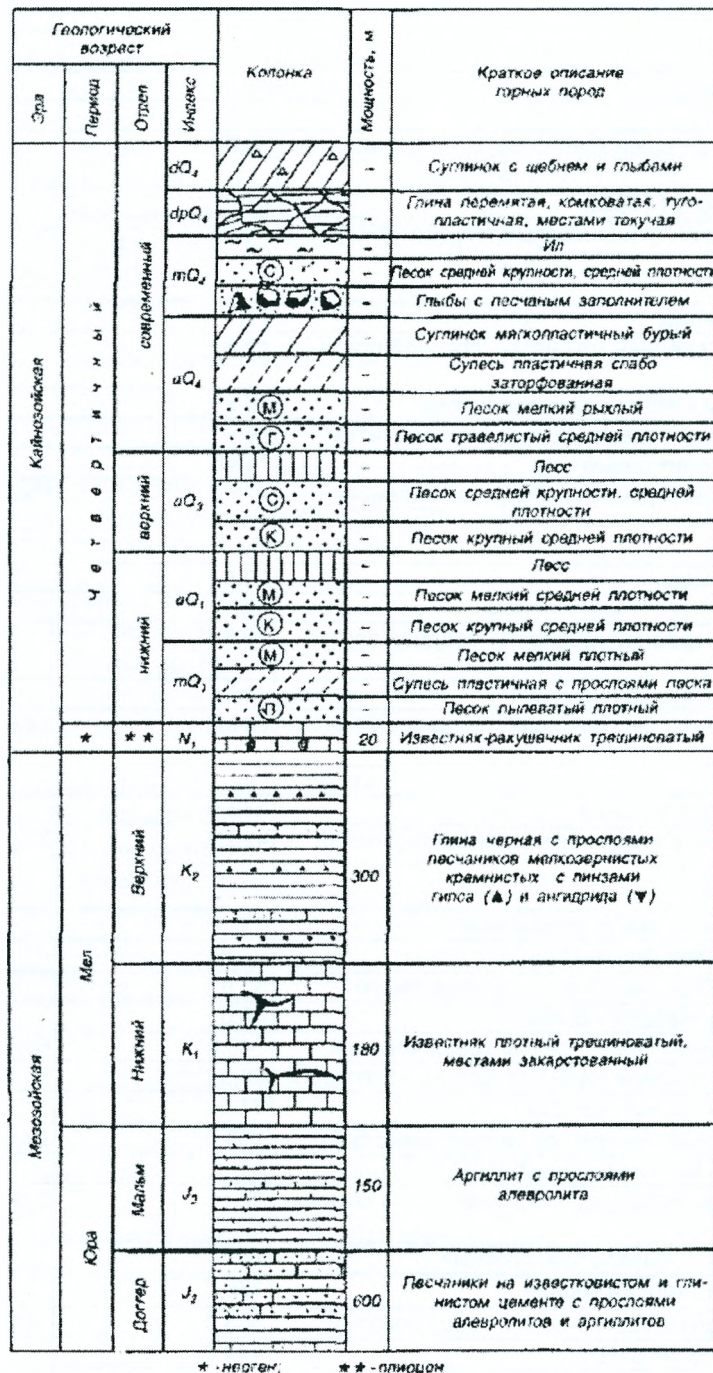 Геологический
возраст
Эра
Период
Отдел
Индекс
Колонка
Мощность, м
Краткое описание
горных пород
Кайнозойская
Четвертичный
современный
dQ4
-
Суглинок с щебнем и глыбами
dpQ4
-
Глина перемятая, комковатая, туго-
пластичная, местами текучая
-
Ил
mQ4
С
-
Песок средней крупности, средней плотности
-
Глыбы с песчаным заполнителем
-
Суглинок мягкопластичный бурый
aQ4
-
Супесь пластичная слабо
заторфованная
М
-
Песок мелкий рыхлый
Г
-
Песок гравелистый средней плотности
верхний
aQ3
-
Лесс
С
-
Песок средней крупности, средней
плотности
К
-
Песок крупный средней плотности
нижний
-
Лесс
aQ1
М
-
Песок мелкий средней плотности
К
-
Песок крупный средней плотности
М
-
Песок мелкий плотный
mQ1
-
Супесь пластичная с прослоями песка
П
-
Песок пылеватый плотный
*
**
N1
20
Известняк-ракушечник трещиноватый
Мезозойская
Мел
Верхний
K2
300
Глина черная с прослоями
песчаников мелкозернистых
кремнистых с линзами
гипса (▲) и ангидрида (▼)
Нижний
K1
180
Известняк плотный трещиноватый,
местами закарстованный
Юра
Мальм
J3
150
Аргиллит с прослоями
алевролита
Доггер
J2
600
Песчаники на известковистом и гли-
нистом цементе с прослоями
алевролитов и аргиллитов
* -неоген; ** -плиоцен